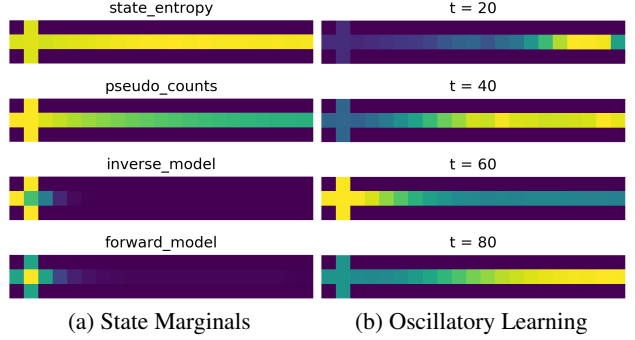 state_entropy
t = 20
pseudo_counts
t = 40
inverse_model
t = 60
forward_model
t = 80
(a) State Marginals
(b) Oscillatory Learning